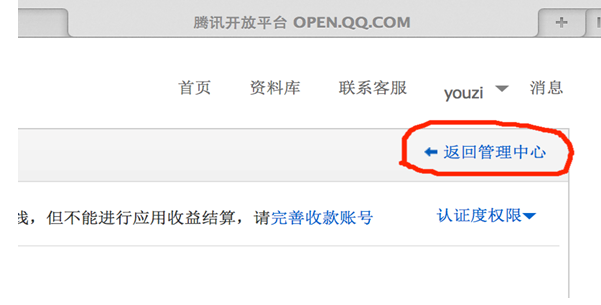 腾讯开放平台 OPEN.QQ.COM
首页 资料库 联系客服 youzi 消息
返回管理中心
，但不能进行应用收益结算，请完善收款账号 认证度权限